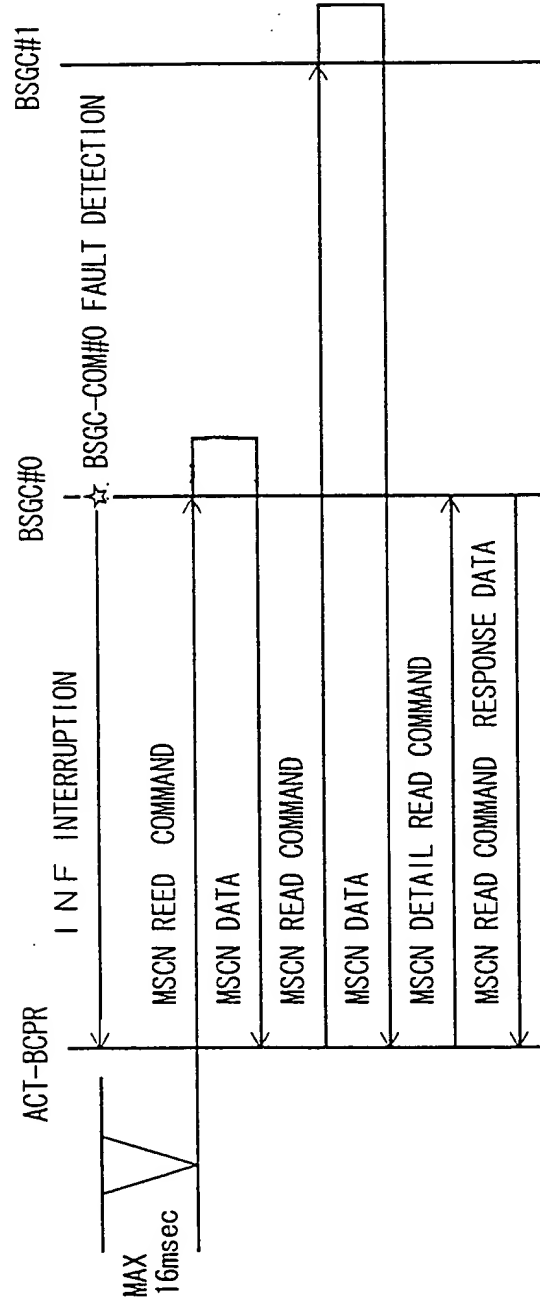 ACT-BCPR
BSGC#0
BSGC#1
INF INTERRUPTION
BSGC-COM#0 FAULT DETECTION
MAX
16msec
MSCN REED COMMAND
MSCN DATA
MSCN READ COMMAND
MSCN DATA
MSCN DETAIL READ COMMAND
MSCN READ COMMAND RESPONSE DATA